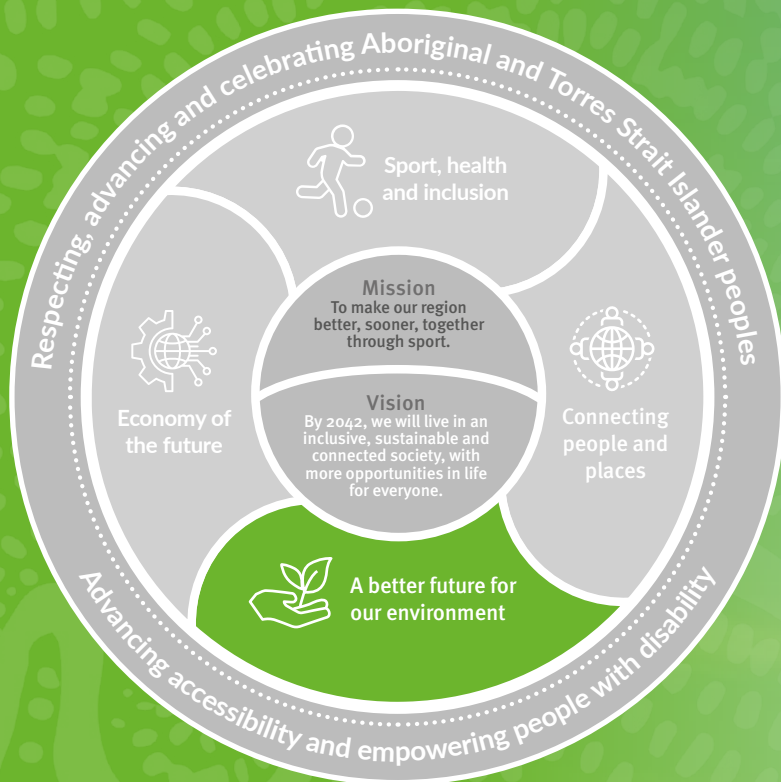 Respecting, advancing and celebrating Aboriginal and Torres Strait Islander peoples
Sport, health
and inclusion
Mission
To make our region
better, sooner, together
through sport.
Vision
By 2042, we will live in an
inclusive, sustainable and
connected society, with
more opportunities in life
for everyone.
Economy of
the future
Connecting
people and
places
A better future for
our environment
Advancing accessibility and empowering people with disability